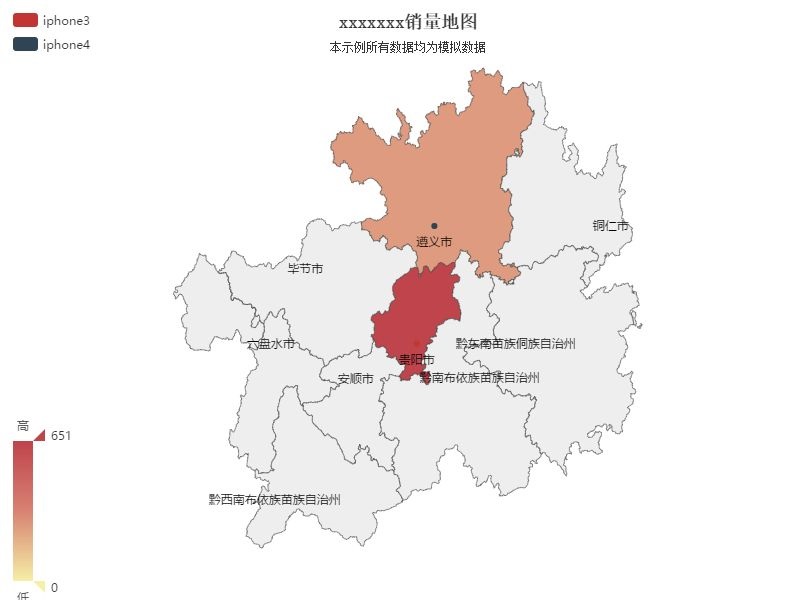 iphone3
iphone4
xxxxxxx销量地图
本示例所有数据均为模拟数据
铜仁市
遵义市
毕节市
六盘水市
贵阳市
黔东南苗族侗族自治州
安顺市
黔南布依族苗族自治州
高
651
黔西南布依族苗族自治州
0
低